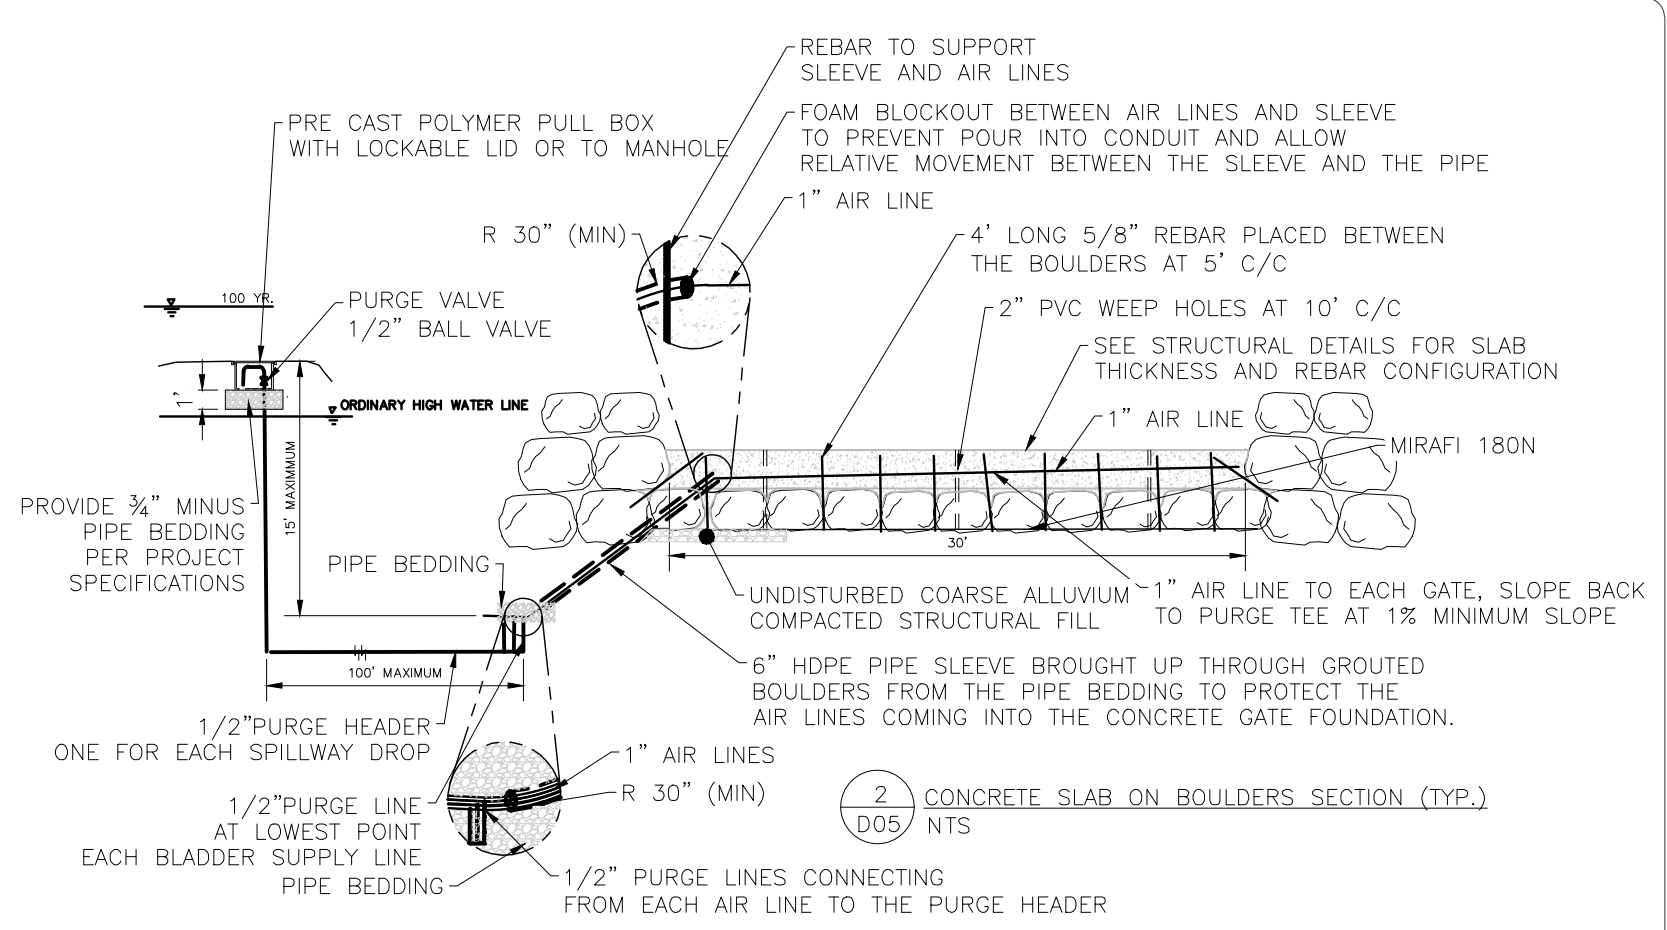 REBAR TO SUPPORT
SLEEVE AND AIR LINES
PRE CAST POLYMER PULL BOX
WITH LOCKABLE LID OR TO MANHOLE
FOAM BLOCKOUT BETWEEN AIR LINES AND SLEEVE
TO PREVENT POUR INTO CONDUIT AND ALLOW
RELATIVE MOVEMENT BETWEEN THE SLEEVE AND THE PIPE
1" AIR LINE
R 30" (MIN)
4' LONG 5/8" REBAR PLACED BETWEEN
THE BOULDERS AT 5' C/C
100 YR.
PURGE VALVE
1/2" BALL VALVE
2" PVC WEEP HOLES AT 10' C/C
SEE STRUCTURAL DETAILS FOR SLAB
THICKNESS AND REBAR CONFIGURATION
1'
ORDINARY HIGH WATER LINE
1" AIR LINE
MIRAFI 180N
15' MAXIMMUM
PROVIDE ¾" MINUS
PIPE BEDDING
PER PROJECT
SPECIFICATIONS
30'
PIPE BEDDING
UNDISTURBED COARSE ALLUVIUM
COMPACTED STRUCTURAL FILL
1" AIR LINE TO EACH GATE, SLOPE BACK
TO PURGE TEE AT 1% MINIMUM SLOPE
100' MAXIMUM
6" HDPE PIPE SLEEVE BROUGHT UP THROUGH GROUTED
BOULDERS FROM THE PIPE BEDDING TO PROTECT THE
AIR LINES COMING INTO THE CONCRETE GATE FOUNDATION.
1/2"PURGE HEADER
ONE FOR EACH SPILLWAY DROP
1" AIR LINES
R 30" (MIN)
1/2"PURGE LINE
AT LOWEST POINT
EACH BLADDER SUPPLY LINE
PIPE BEDDING
2
D05
CONCRETE SLAB ON BOULDERS SECTION (TYP.)
NTS
1/2" PURGE LINES CONNECTING
FROM EACH AIR LINE TO THE PURGE HEADER